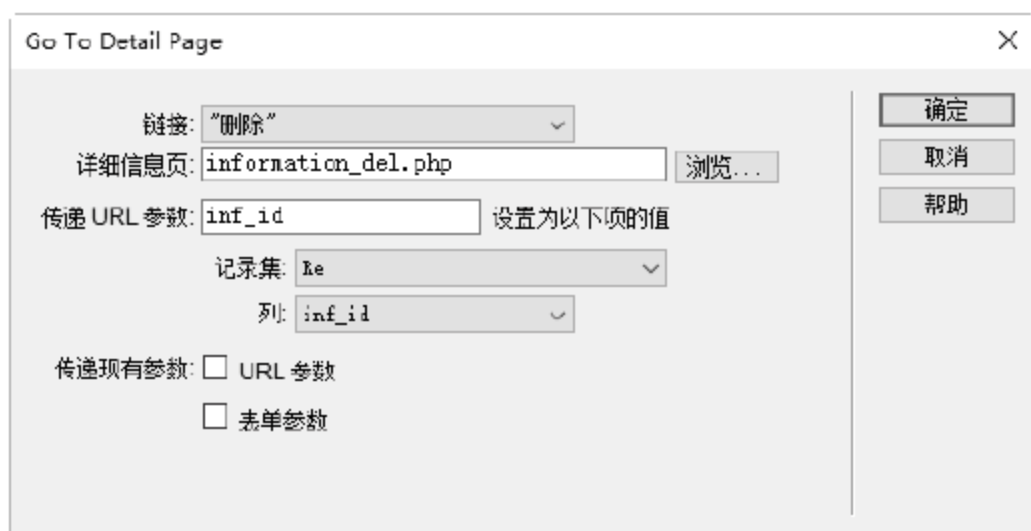 Go To Detail Page
链接: "删除"
确定
详细信息页: information_del.php 浏览...
取消
传递 URL 参数: inf_id 设置为以下项的值
帮助
记录集: Re
列: inf_id
传递现有参数: URL 参数
表单参数